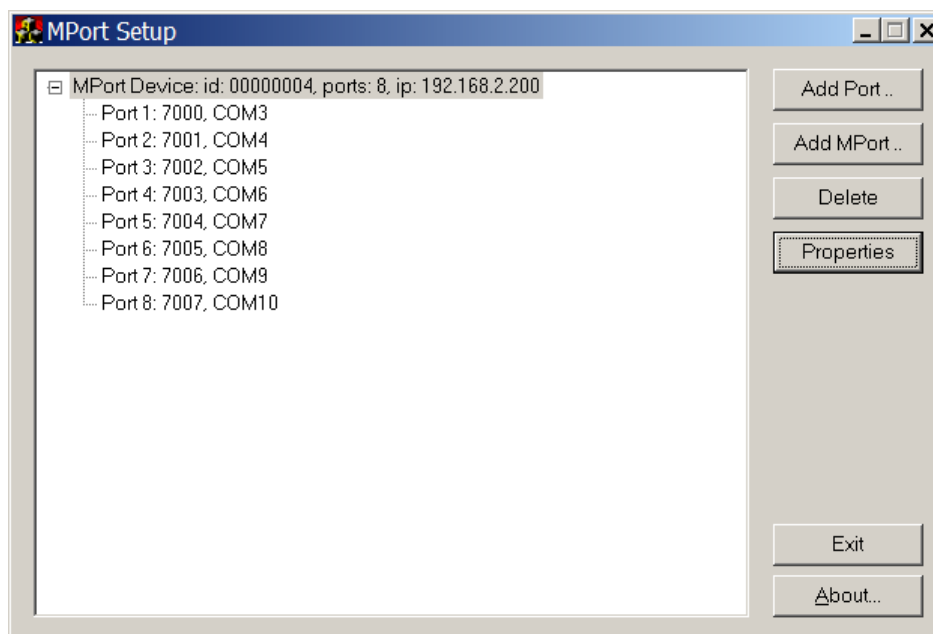 MPort Setup
MPort Device: id: 00000004, ports: 8, ip: 192.168.2.200
Port 1: 7000, COM3
Port 2: 7001, COM4
Port 3: 7002, COM5
Port 4: 7003, COM6
Port 5: 7004, COM7
Port 6: 7005, COM8
Port 7: 7006, COM9
Port 8: 7007, COM10
Add Port ..
Add MPort ..
Delete
Properties
Exit
About...